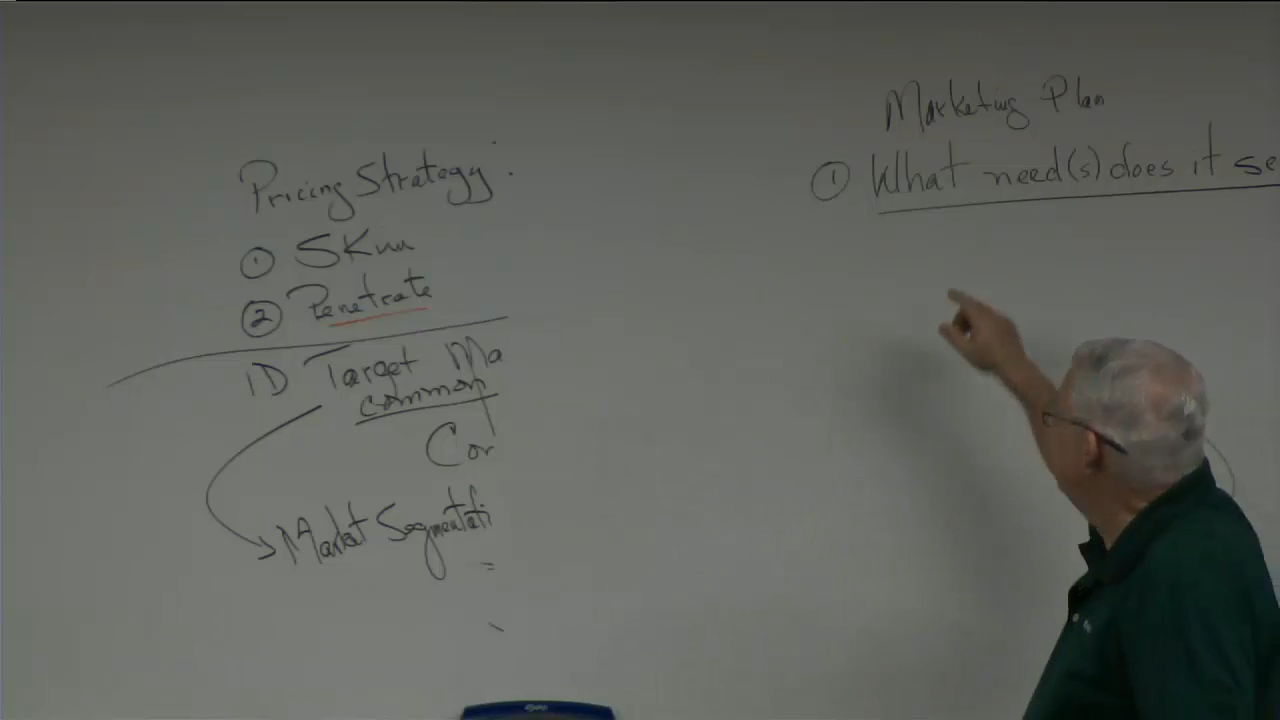 Pricing Strategy:
① Skim
② Penetrate
ID Target Ma
common
Cor
Market Segmentati
Marketing Plan
① What need(s) does it se
EXPO